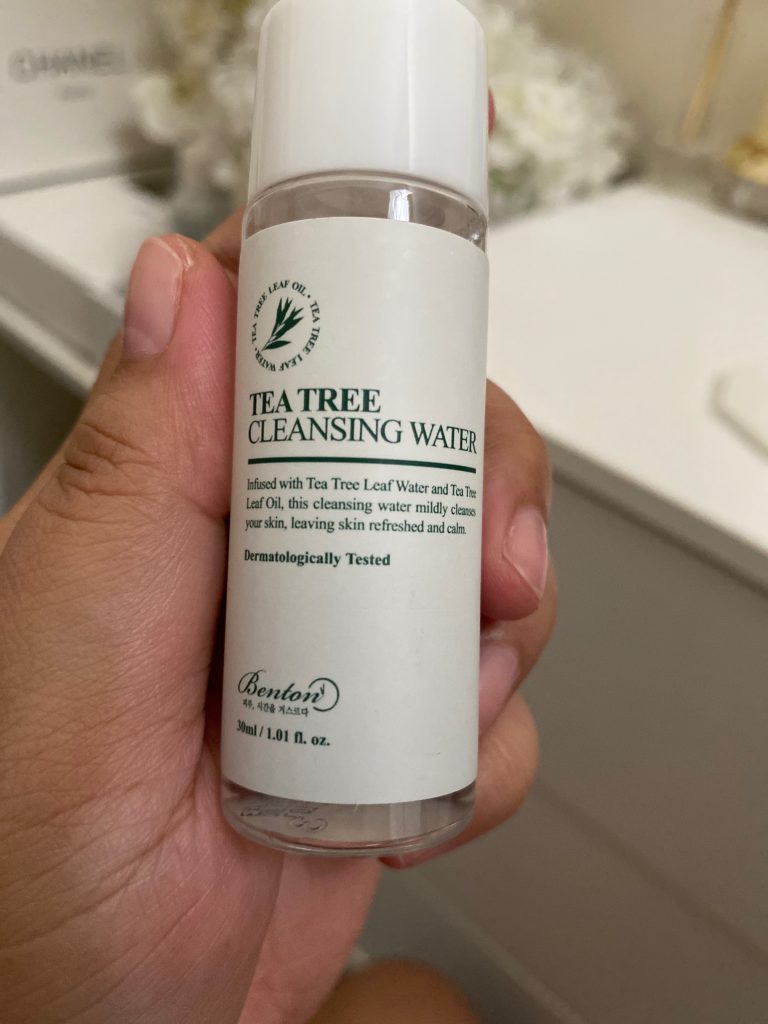 CHANEL
TEA TREE LEAF OIL • TEA TREE LEAF WATER •
TEA TREE
CLEANSING WATER
Infused with Tea Tree Leaf Water and Tea Tree
Leaf Oil, this cleansing water mildly cleanses
your skin, leaving skin refreshed and calm.
Dermatologically Tested
Benton
피부, 시간을 거스르다
30ml / 1.01 fl. oz.